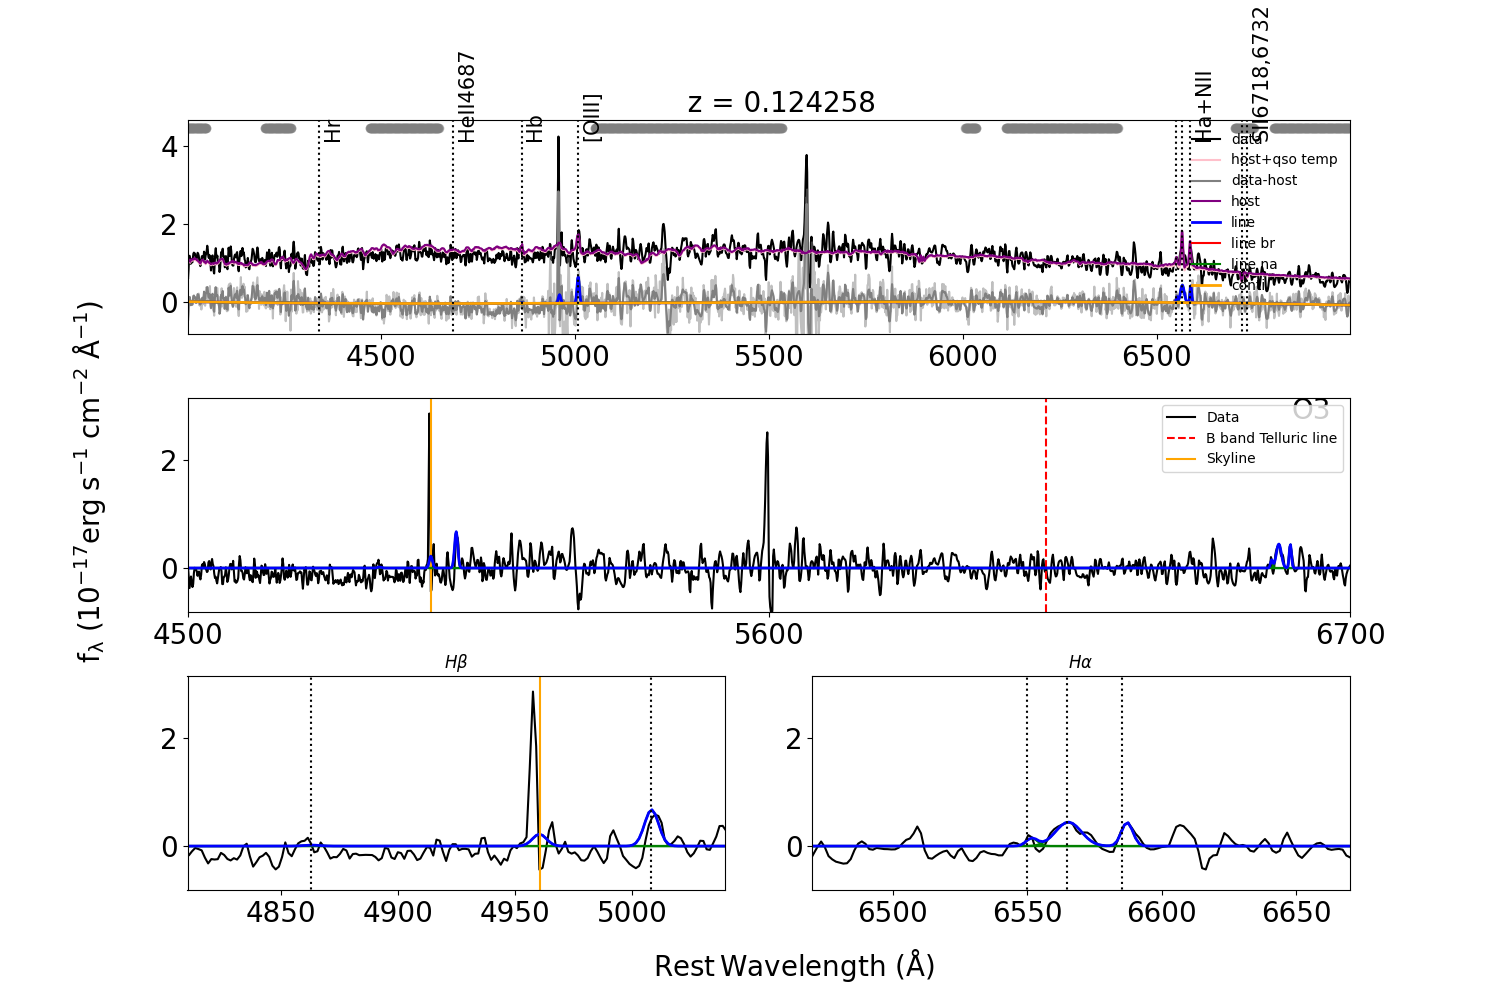 z = 0.124258
Hr
HeII4687
Hb
[OIII]
Ha+NII
SII6718,6732
data
host+qso temp
data-host
host
line
line br
line na
conti
4
2
0
4500
5000
5500
6000
6500
fλ (10−17erg s−1 cm−2 Å−1)
O3
Data
B band Telluric line
Skyline
2
0
4500
5600
6700
Hβ
2
0
4850
4900
4950
5000
Hα
2
0
6500
6550
6600
6650
Rest Wavelength (Å)